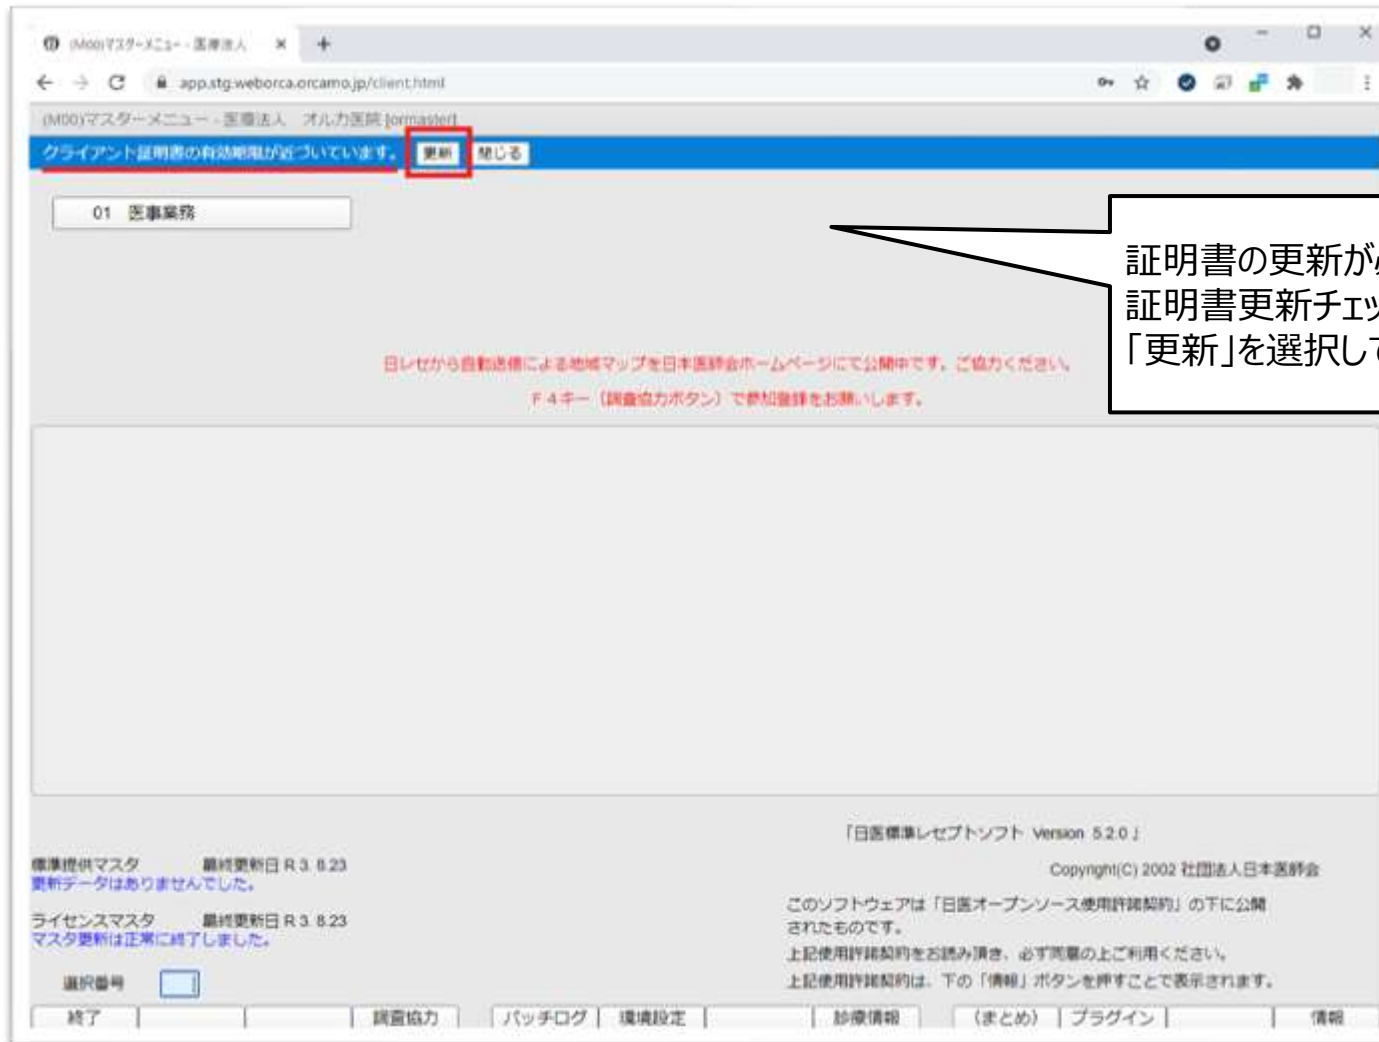 (M00)マスターメニュー - 医療法人
app.stg.weborca.orcamo.jp/client.html
(M00)マスターメニュー - 医療法人 オルカ医院 [ormaster]
クライアント証明書の有効期限が近づいています。 更新 閉じる
01 医事業務
証明書の更新が
証明書更新チェッ
「更新」を選択して
日レセから自動送信による地域マップを日本医師会ホームページにて公開中です。ご協力ください。
F4キー（調査協力ボタン）で参加登録をお願いします。
「日医標準レセプトソフト Version 5.2.0」
Copyright(C) 2002 社団法人日本医師会
標準提供マスタ 最終更新日 R 3. 8.23
更新データはありませんでした。
このソフトウェアは「日医オープンソース使用許諾契約」の下に公開
されたものです。
ライセンスマスタ 最終更新日 R 3. 8.23
マスタ更新は正常に終了しました。
上記使用許諾契約をお読み頂き、必ず同意の上ご利用ください。
上記使用許諾契約は、下の「情報」ボタンを押すことで表示されます。
選択番号
終了 調査協力 バッチログ 環境設定 診療情報 (まとめ) プラグイン 情報